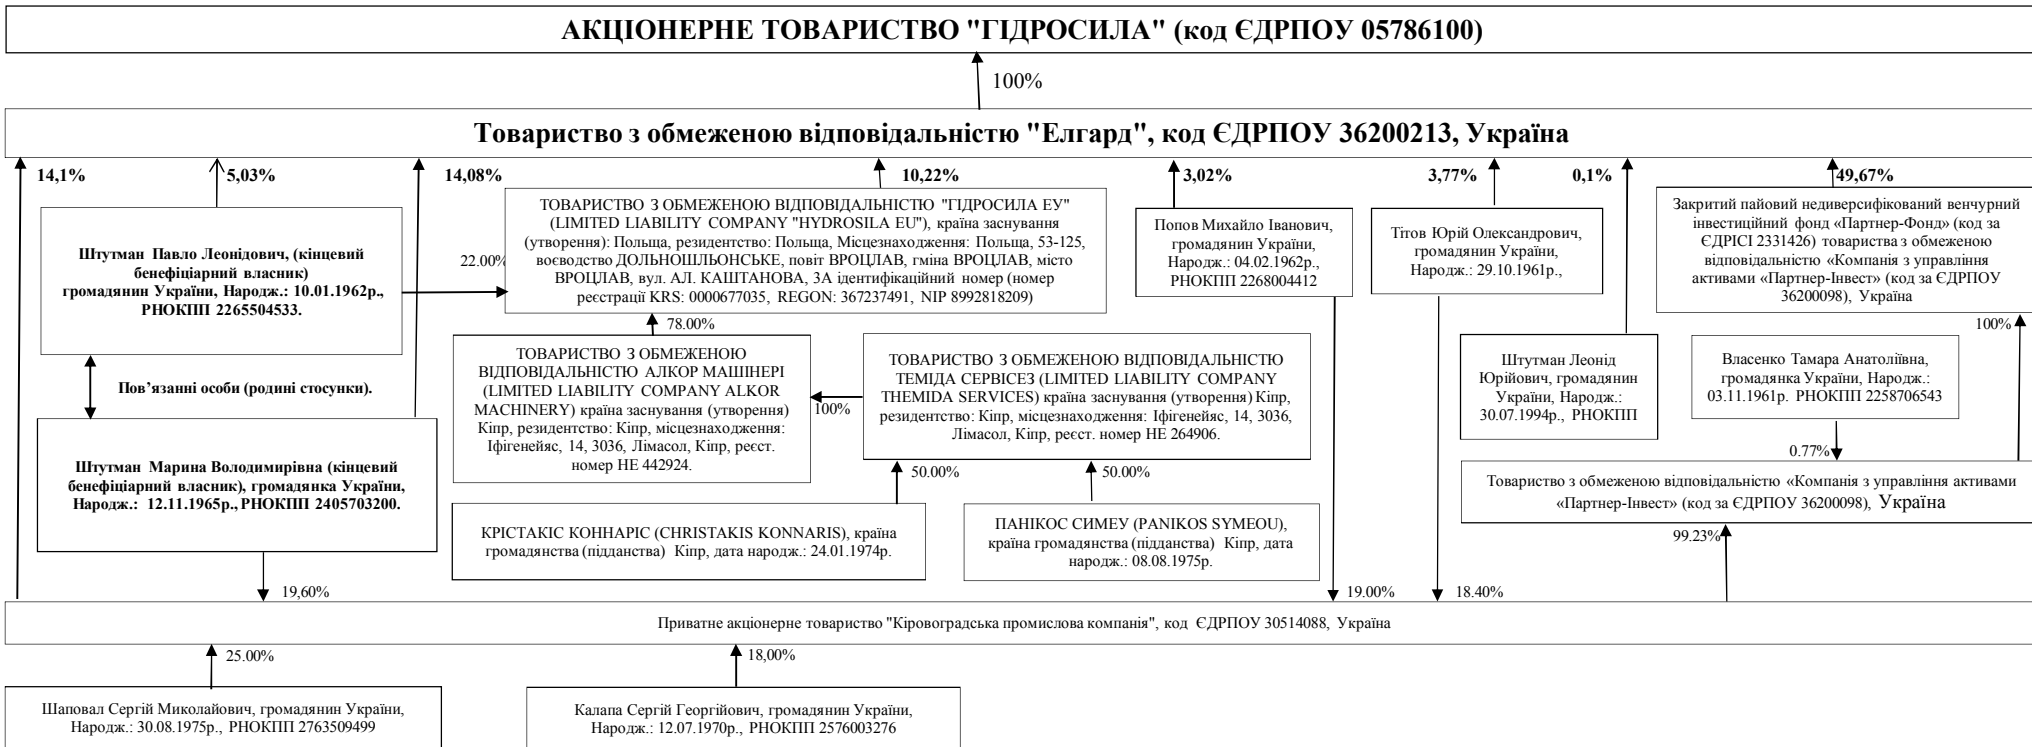 АКЦІОНЕРНЕ ТОВАРИСТВО "ГІДРОСИЛА" (код ЄДРПОУ 05786100)
100%
Товариство з обмеженою відповідальністю "Елгард", код ЄДРПОУ 36200213, Україна
14,1%
5,03%
14,08%
10,22%
3,02%
3,77%
0,1%
49,67%
Штутман Павло Леонідович, (кінцевий
бенефіціарний власник)
громадянин України, Народж.: 10.01.1962р.,
РНОКПП 2265504533.
22.00%
ТОВАРИСТВО З ОБМЕЖЕНОЮ ВІДПОВІДАЛЬНІСТЮ "ГІДРОСИЛА ЕУ"
(LIMITED LIABILITY COMPANY "HYDROSILA EU"), країна заснування
(утворення): Польща, резидентство: Польща, Місцезнаходження: Польща, 53-125,
воєводство ДОЛЬНОШЛЬОНСЬКЕ, повіт ВРОЦЛАВ, гміна ВРОЦЛАВ, місто
ВРОЦЛАВ, вул. АЛ. КАШТАНОВА, 3А ідентифікаційний номер (номер
реєстрації KRS: 0000677035, REGON: 367237491, NIP 8992818209)
Попов Михайло Іванович,
громадянин України,
Народж.: 04.02.1962р.,
РНОКПП 2268004412
Тітов Юрій Олександрович,
громадянин України,
Народж.: 29.10.1961р.,
Закритий пайовий недиверсифікований венчурний
інвестиційний фонд «Партнер-Фонд» (код за
ЄДРІСІ 2331426) товариства з обмеженою
відповідальністю «Компанія з управління
активами «Партнер-Інвест» (код за ЄДРПОУ
36200098), Україна
78.00%
100%
Пов’язанні особи (родині стосунки).
ТОВАРИСТВО З ОБМЕЖЕНОЮ
ВІДПОВІДАЛЬНІСТЮ АЛКОР МАШІНЕРІ
(LIMITED LIABILITY COMPANY ALKOR
MACHINERY) країна заснування (утворення)
Кіпр, резидентство: Кіпр, місцезнаходження:
Іфігенейяс, 14, 3036, Лімасол, Кіпр, реєст.
номер НЕ 442924.
100%
ТОВАРИСТВО З ОБМЕЖЕНОЮ ВІДПОВІДАЛЬНІСТЮ
ТЕМІДА СЕРВІСЕЗ (LIMITED LIABILITY COMPANY
THEMIDA SERVICES) країна заснування (утворення) Кіпр,
резидентство: Кіпр, місцезнаходження: Іфігенейяс, 14, 3036,
Лімасол, Кіпр, реєст. номер НЕ 264906.
Штутман Леонід
Юрійович, громадянин
України, Народж.:
30.07.1994р., РНОКПП
Власенко Тамара Анатоліївна,
громадянка України, Народж.:
03.11.1961р. РНОКПП 2258706543
Штутман Марина Володимирівна (кінцевий
бенефіціарний власник), громадянка України,
Народж.: 12.11.1965р., РНОКПП 2405703200.
50.00%
50.00%
0.77%
КРІСТАКІС КОННАРІС (CHRISTAKIS KONNARIS), країна
громадянства (підданства) Кіпр, дата народж.: 24.01.1974р.
ПАНІКОС СИМЕУ (PANIKOS SYMEOU),
країна громадянства (підданства) Кіпр, дата
народж.: 08.08.1975р.
Товариство з обмеженою відповідальністю «Компанія з управління активами
«Партнер-Інвест» (код за ЄДРПОУ 36200098), Україна
99.23%
19,60%
19.00%
18.40%
Приватне акціонерне товариство "Кіровоградська промислова компанія", код ЄДРПОУ 30514088, Україна
25.00%
18,00%
Шаповал Сергій Миколайович, громадянин України,
Народж.: 30.08.1975р., РНОКПП 2763509499
Калапа Сергій Георгійович, громадянин України,
Народж.: 12.07.1970р., РНОКПП 2576003276